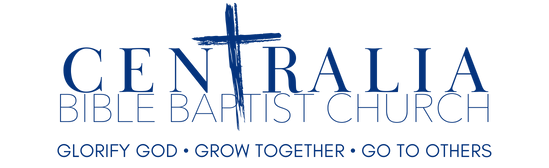 CENTRALIA
BIBLE BAPTIST CHURCH
GLORIFY GOD • GROW TOGETHER • GO TO OTHERS